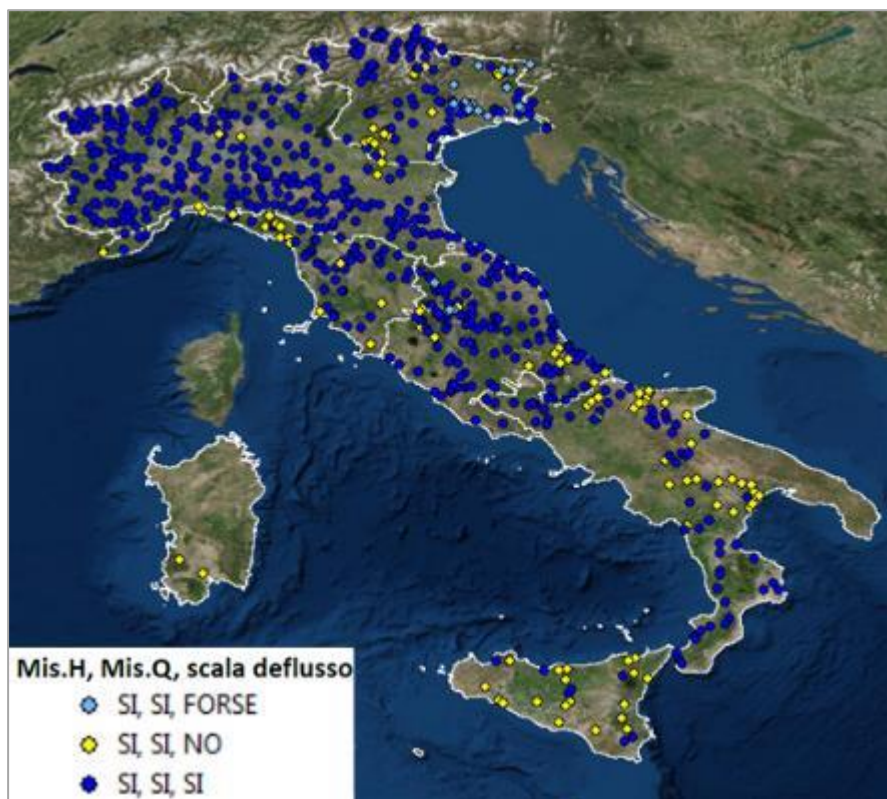 Mis.H, Mis.Q, scala deflusso
SI, SI, FORSE
SI, SI, NO
SI, SI, SI